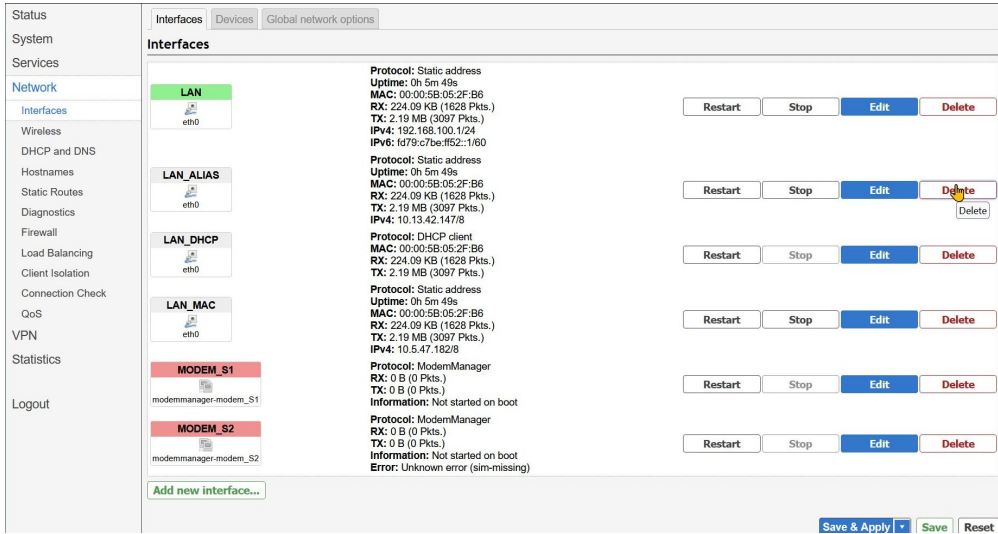 Status
System
Services
Network
Interfaces
Wireless
DHCP and DNS
Hostnames
Static Routes
Diagnostics
Firewall
Load Balancing
Client Isolation
Connection Check
QoS
VPN
Statistics
Logout
Interfaces Devices Global network options
Interfaces
LAN
eth0
Protocol: Static address
Uptime: 0h 5m 49s
MAC: 00:00:5B:05:2F:B6
RX: 224.09 KB (1628 Pkts.)
TX: 2.19 MB (3097 Pkts.)
IPv4: 192.168.100.1/24
IPv6: fd79:c7be:ff52::1/60
Restart Stop Edit Delete
LAN_ALIAS
eth0
Protocol: Static address
Uptime: 0h 5m 49s
MAC: 00:00:5B:05:2F:B6
RX: 224.09 KB (1628 Pkts.)
TX: 2.19 MB (3097 Pkts.)
IPv4: 10.13.42.147/8
Restart Stop Edit Delete
Delete
LAN_DHCP
eth0
Protocol: DHCP client
MAC: 00:00:5B:05:2F:B6
RX: 224.09 KB (1628 Pkts.)
TX: 2.19 MB (3097 Pkts.)
Restart Stop Edit Delete
LAN_MAC
eth0
Protocol: Static address
Uptime: 0h 5m 49s
MAC: 00:00:5B:05:2F:B6
RX: 224.09 KB (1628 Pkts.)
TX: 2.19 MB (3097 Pkts.)
IPv4: 10.5.47.182/8
Restart Stop Edit Delete
MODEM_S1
modemmanager-modem_S1
Protocol: ModemManager
RX: 0 B (0 Pkts.)
TX: 0 B (0 Pkts.)
Information: Not started on boot
Restart Stop Edit Delete
MODEM_S2
modemmanager-modem_S2
Protocol: ModemManager
RX: 0 B (0 Pkts.)
TX: 0 B (0 Pkts.)
Information: Not started on boot
Error: Unknown error (sim-missing)
Restart Stop Edit Delete
Add new interface...
Save & Apply Save Reset